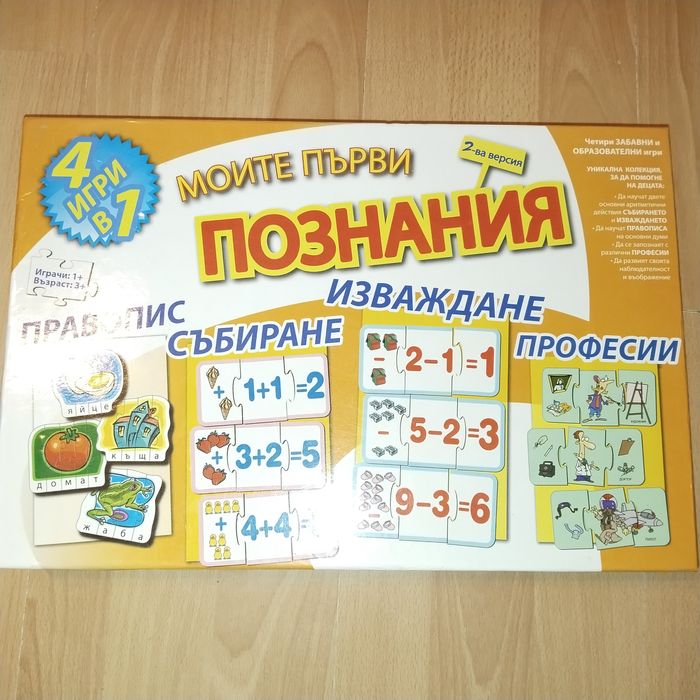 4
ИГРИ
В 1
МОИТЕ ПЪРВИ
ПОЗНАНИЯ
2-ва версия
Четири ЗАБАВНИ и
ОБРАЗОВАТЕЛНИ игри
УНИКАЛНА КОЛЕКЦИЯ,
ЗА ДА ПОМОГНЕ
НА ДЕЦАТА:
• Да научат двете
основни аритметични
действия СЪБИРАНЕТО
и ИЗВАЖДАНЕТО
• Да научат ПРАВОПИСА
на основни думи
• Да се запознаят с
различни ПРОФЕСИИ
• Да развият своята
наблюдателност
и въображение
Играчи: 1+
Възраст: 3+
ПРАВОПИС
яйце
къща
домат
жаба
СЪБИРАНЕ
+ 1+1=2
+ 3+2=5
+ 4+4=
ИЗВАЖДАНЕ
- 2-1=1
- 5-2=3
- 9-3=6
ПРОФЕСИИ
художник
доктор
пилот